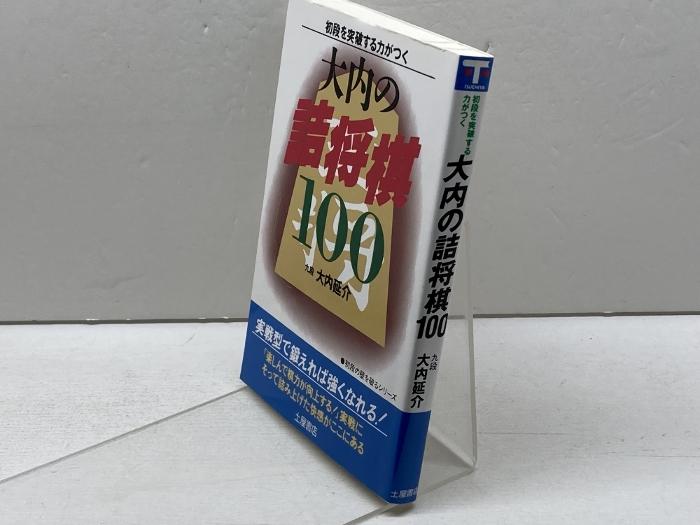 初段を突破する力がつく
大内の
詰将棋
100
九段 大内延介
●初段の壁を破るシリーズ
実戦型で鍛えれば強くなれる!
「楽しんで棋力が向上する!」実戦に
そって詰み上げた快感がここにある
土屋書店
T
TSUCHIYA
初段を突破する
力がつく
大内の詰将棋100
九段
大内延介
土屋書店